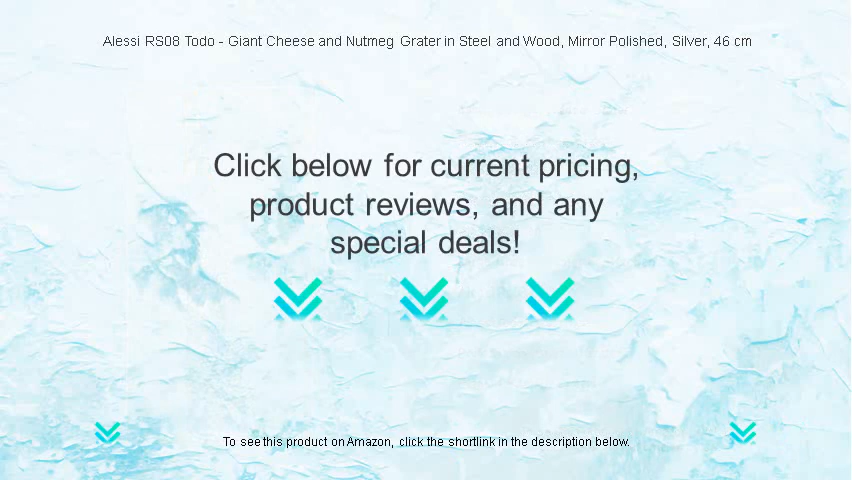 Alessi RS08 Todo - Giant Cheese and Nutmeg Grater in Steel and Wood, Mirror Polished, Silver, 46 cm
Click below for current pricing,
product reviews, and any
special deals!
To see this product on Amazon, click the shortlink in the description below.